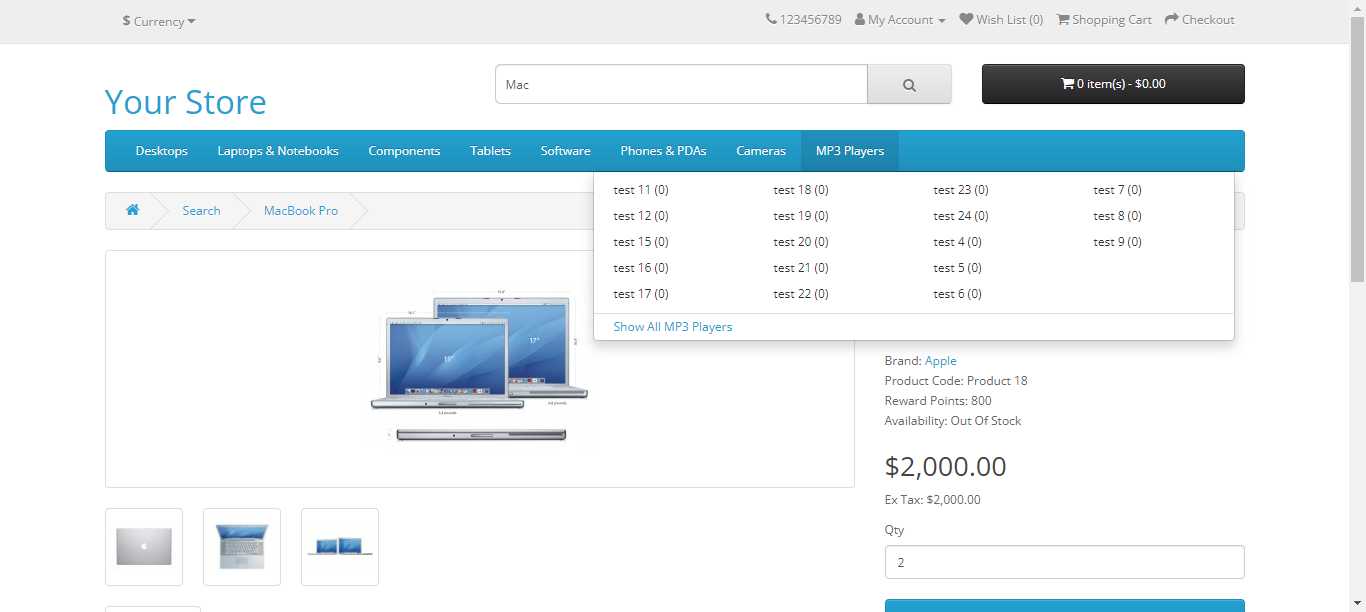 $ Currency
123456789 My Account Wish List (0) Shopping Cart Checkout
Your Store
Mac
0 item(s) - $0.00
Desktops Laptops & Notebooks Components Tablets Software Phones & PDAs Cameras MP3 Players
Search MacBook Pro
test 11 (0) test 18 (0) test 23 (0) test 7 (0)
test 12 (0) test 19 (0) test 24 (0) test 8 (0)
test 15 (0) test 20 (0) test 4 (0) test 9 (0)
test 16 (0) test 21 (0) test 5 (0)
test 17 (0) test 22 (0) test 6 (0)
Show All MP3 Players
15"
17"
Brand: Apple
Product Code: Product 18
Reward Points: 800
Availability: Out Of Stock
$2,000.00
Ex Tax: $2,000.00
Qty
2